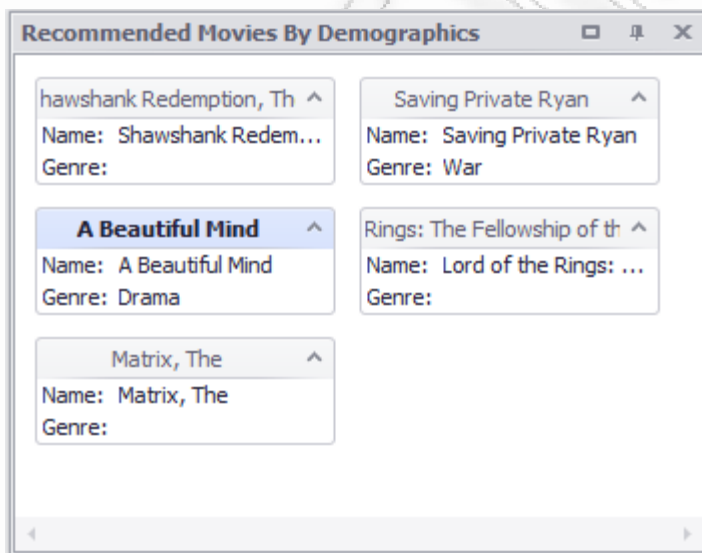 Recommended Movies By Demographics
hawshank Redemption, Th
Name: Shawshank Redem...
Genre:
Saving Private Ryan
Name: Saving Private Ryan
Genre: War
A Beautiful Mind
Name: A Beautiful Mind
Genre: Drama
Rings: The Fellowship of th
Name: Lord of the Rings: ...
Genre:
Matrix, The
Name: Matrix, The
Genre: